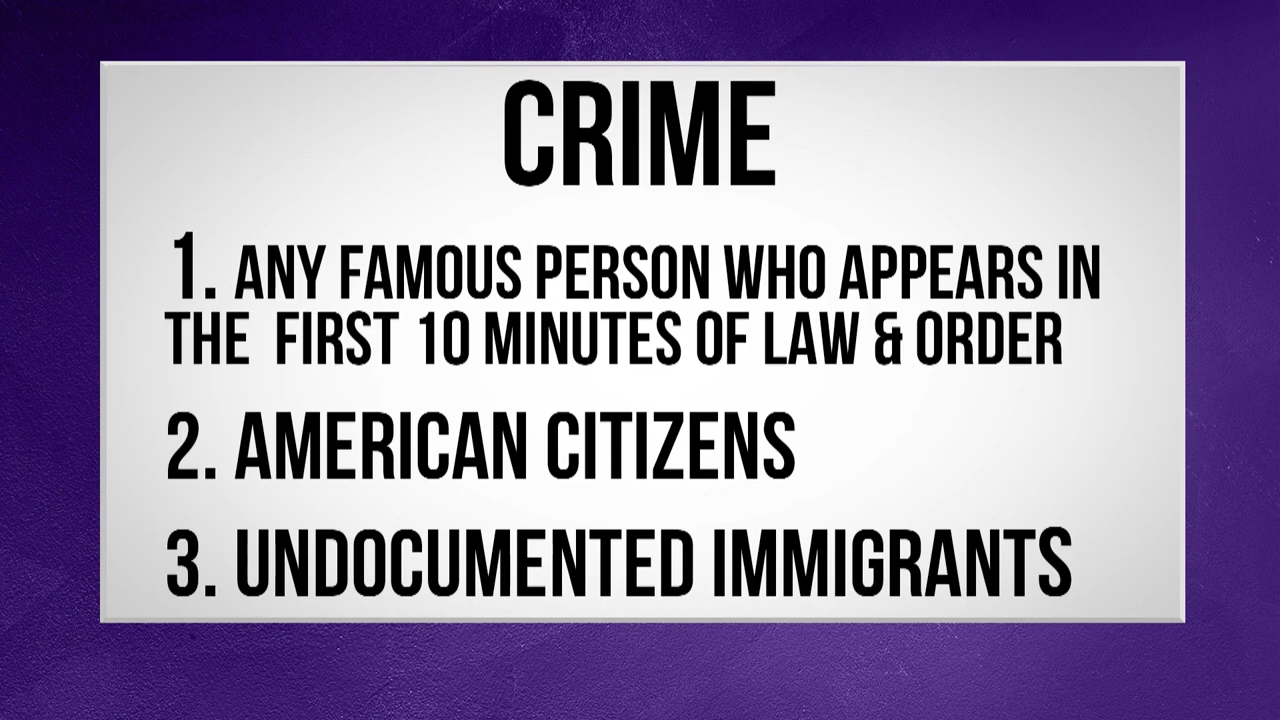 CRIME
1. ANY FAMOUS PERSON WHO APPEARS IN
THE FIRST 10 MINUTES OF LAW & ORDER
2. AMERICAN CITIZENS
3. UNDOCUMENTED IMMIGRANTS